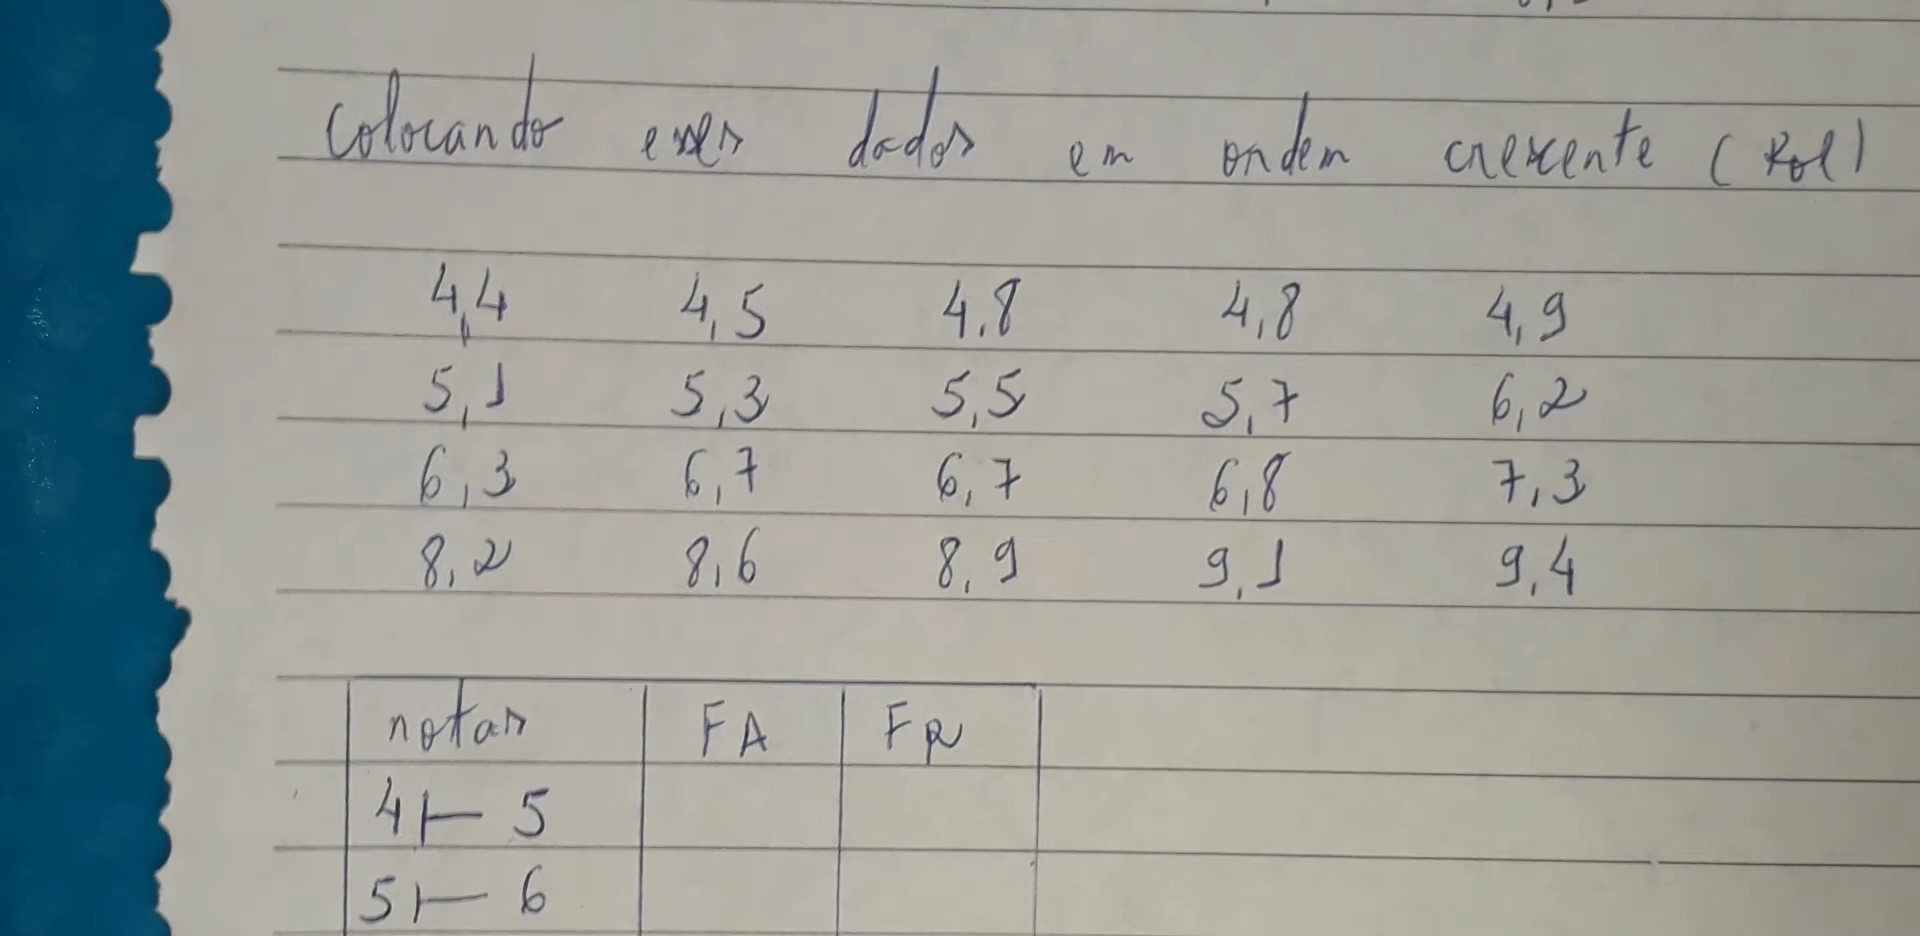 Colocando esses dados em ordem crescente (Rol)
4,4 4,5 4,8 4,8 4,9
5,1 5,3 5,5 5,7 6,2
6,3 6,7 6,7 6,8 7,3
8,2 8,6 8,9 9,1 9,4
notas FA FR
4 ⊢ 5
5 ⊢ 6